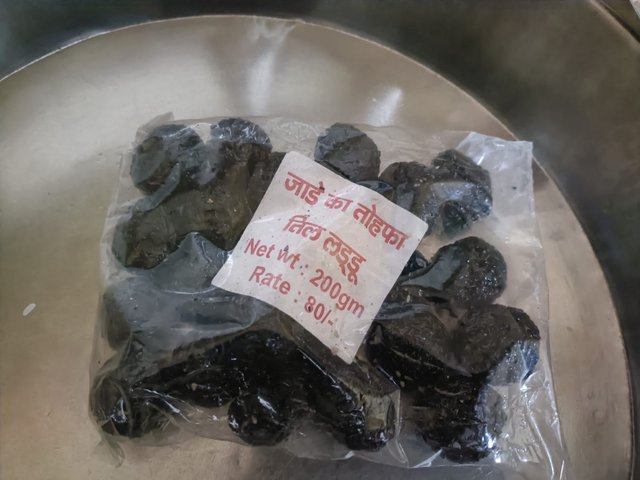 जाडे का तोहफा
तिल लड्डू
Net wt : 200gm
Rate : 80/-